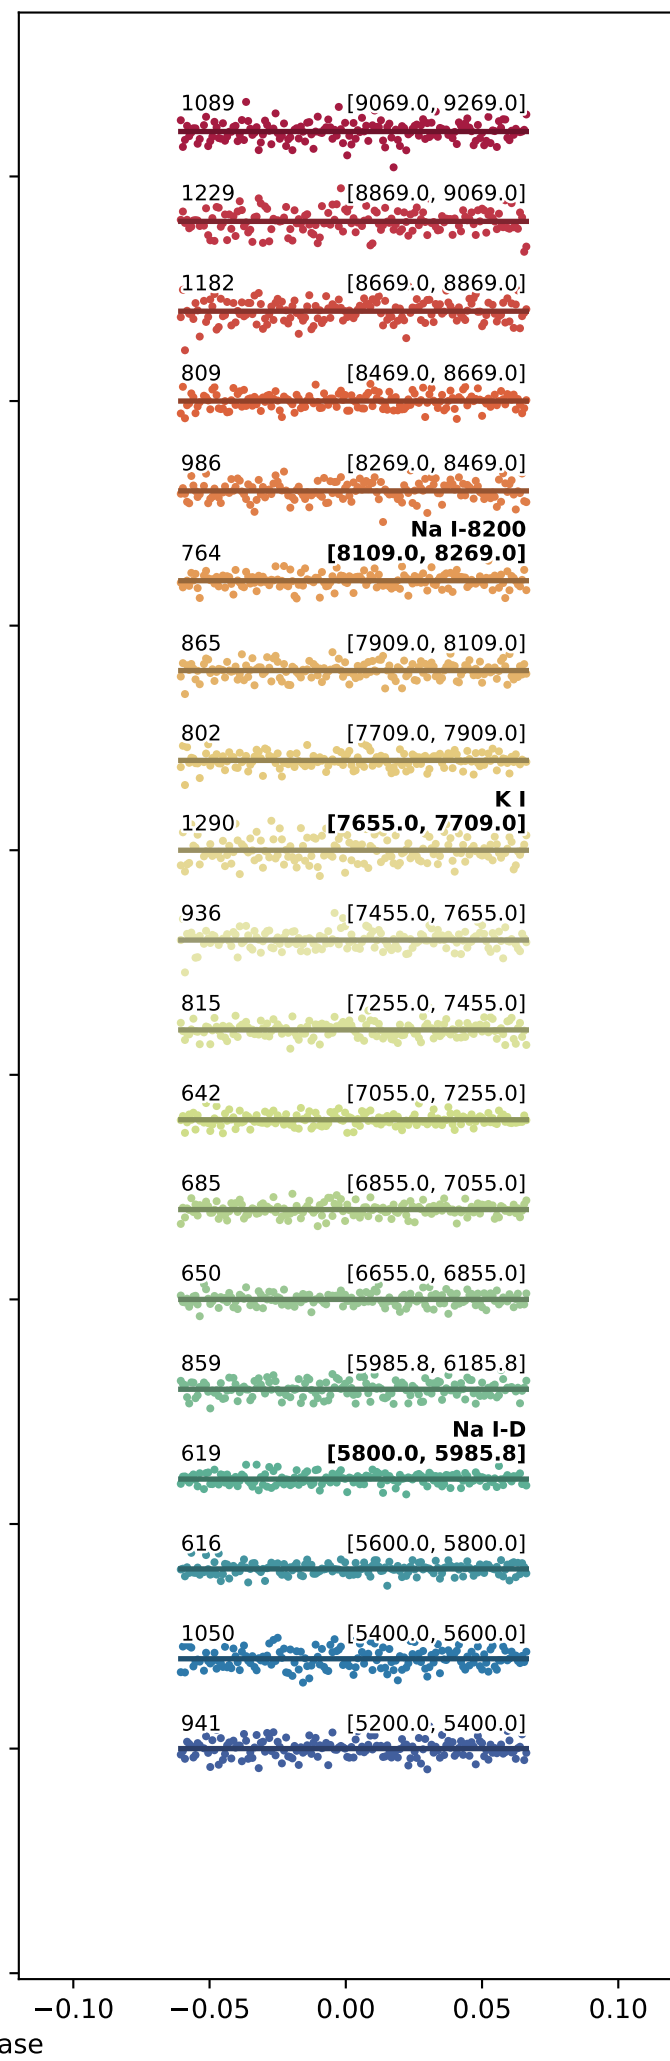 1089 [9069.0, 9269.0]
1229 [8869.0, 9069.0]
1182 [8669.0, 8869.0]
809 [8469.0, 8669.0]
986 [8269.0, 8469.0]
Na I-8200
764 [8109.0, 8269.0]
865 [7909.0, 8109.0]
802 [7709.0, 7909.0]
K I
1290 [7655.0, 7709.0]
936 [7455.0, 7655.0]
815 [7255.0, 7455.0]
642 [7055.0, 7255.0]
685 [6855.0, 7055.0]
650 [6655.0, 6855.0]
859 [5985.8, 6185.8]
Na I-D
619 [5800.0, 5985.8]
616 [5600.0, 5800.0]
1050 [5400.0, 5600.0]
941 [5200.0, 5400.0]
−0.10 −0.05 0.00 0.05 0.10
ase